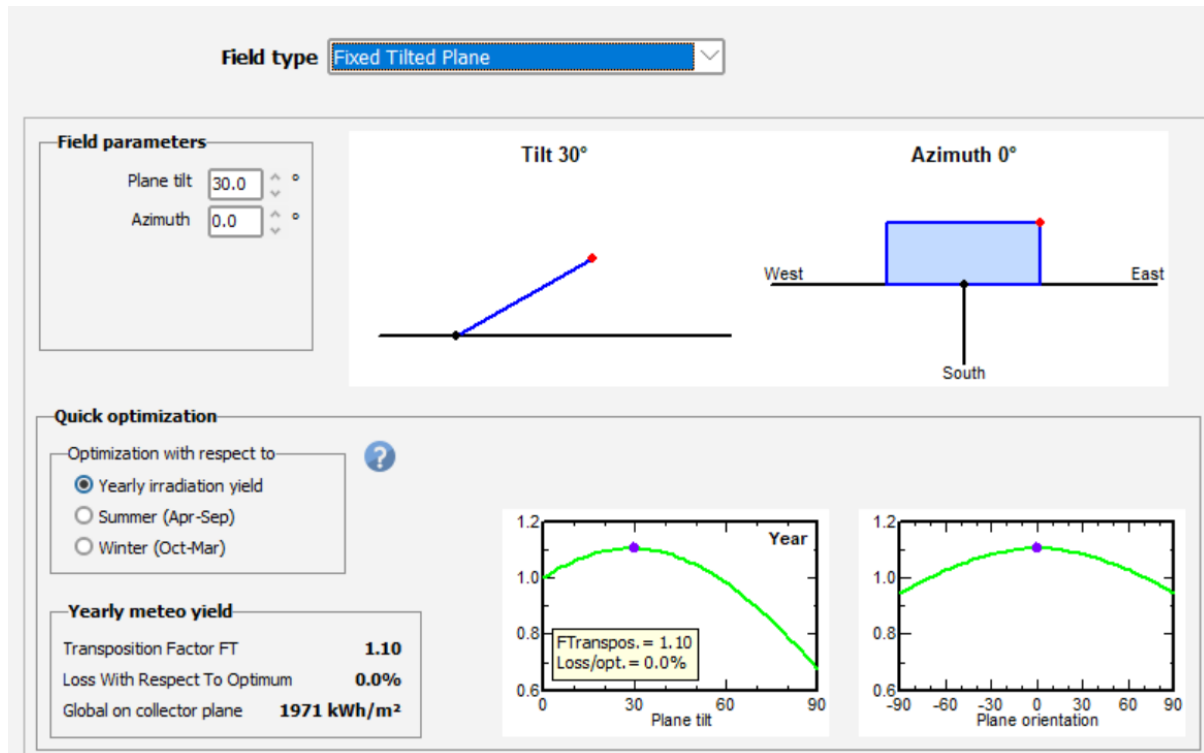 Field type Fixed Tilted Plane
Field parameters
Plane tilt 30.0 °
Azimuth 0.0 °
Tilt 30°
Azimuth 0°
West
East
South
Quick optimization
Optimization with respect to
Yearly irradiation yield
Summer (Apr-Sep)
Winter (Oct-Mar)
?
Yearly meteo yield
Transposition Factor FT 1.10
Loss With Respect To Optimum 0.0%
Global on collector plane 1971 kWh/m²
1.2
1.0
0.8
0.6
Year
FTranspos. = 1.10
Loss/opt. = 0.0%
0 30 60 90
Plane tilt
1.2
1.0
0.8
0.6
-90 -60 -30 0 30 60 90
Plane orientation